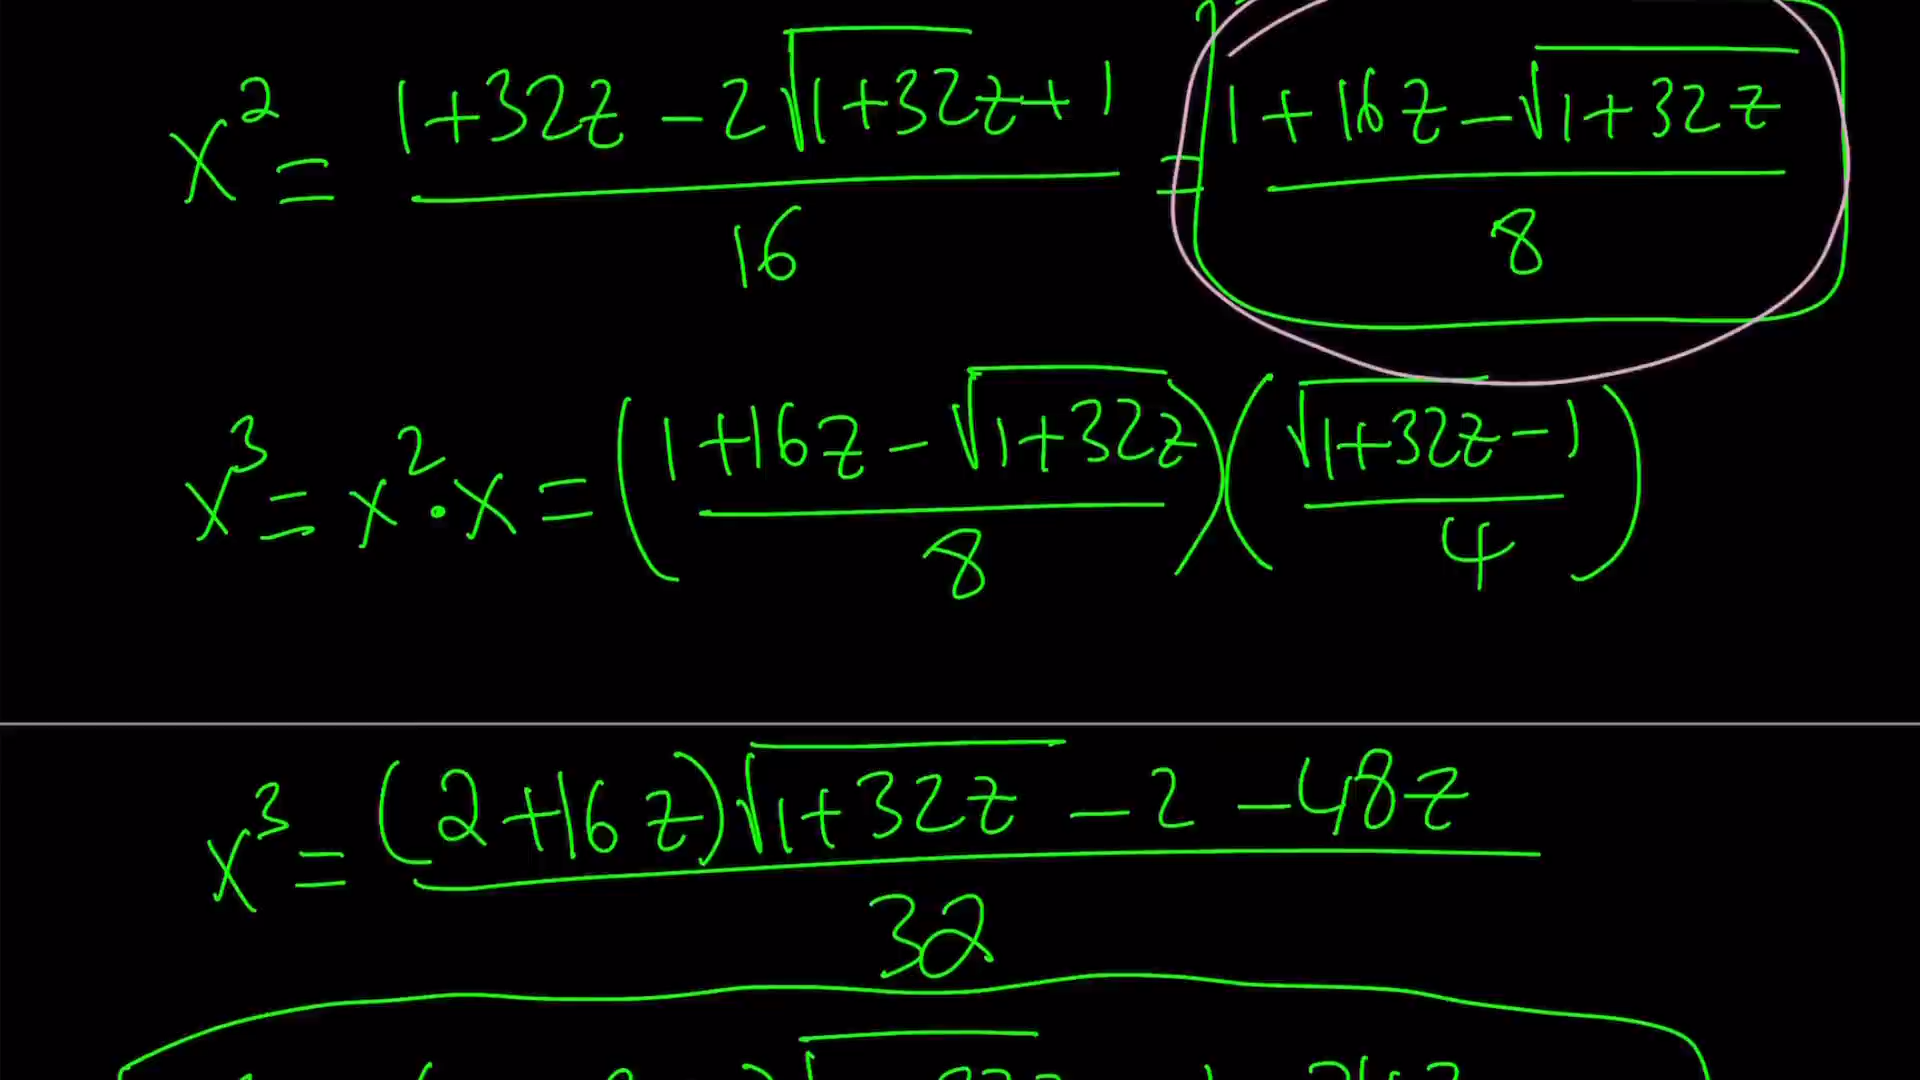 x² = (1+32z - 2√(1+32z) + 1)/16 = (1+16z-√(1+32z))/8
x³ = x²·x = ((1+16z - √(1+32z))/8)((√(1+32z) - 1)/4)
x³ = ((2+16z)√(1+32z) - 2 - 48z)/32